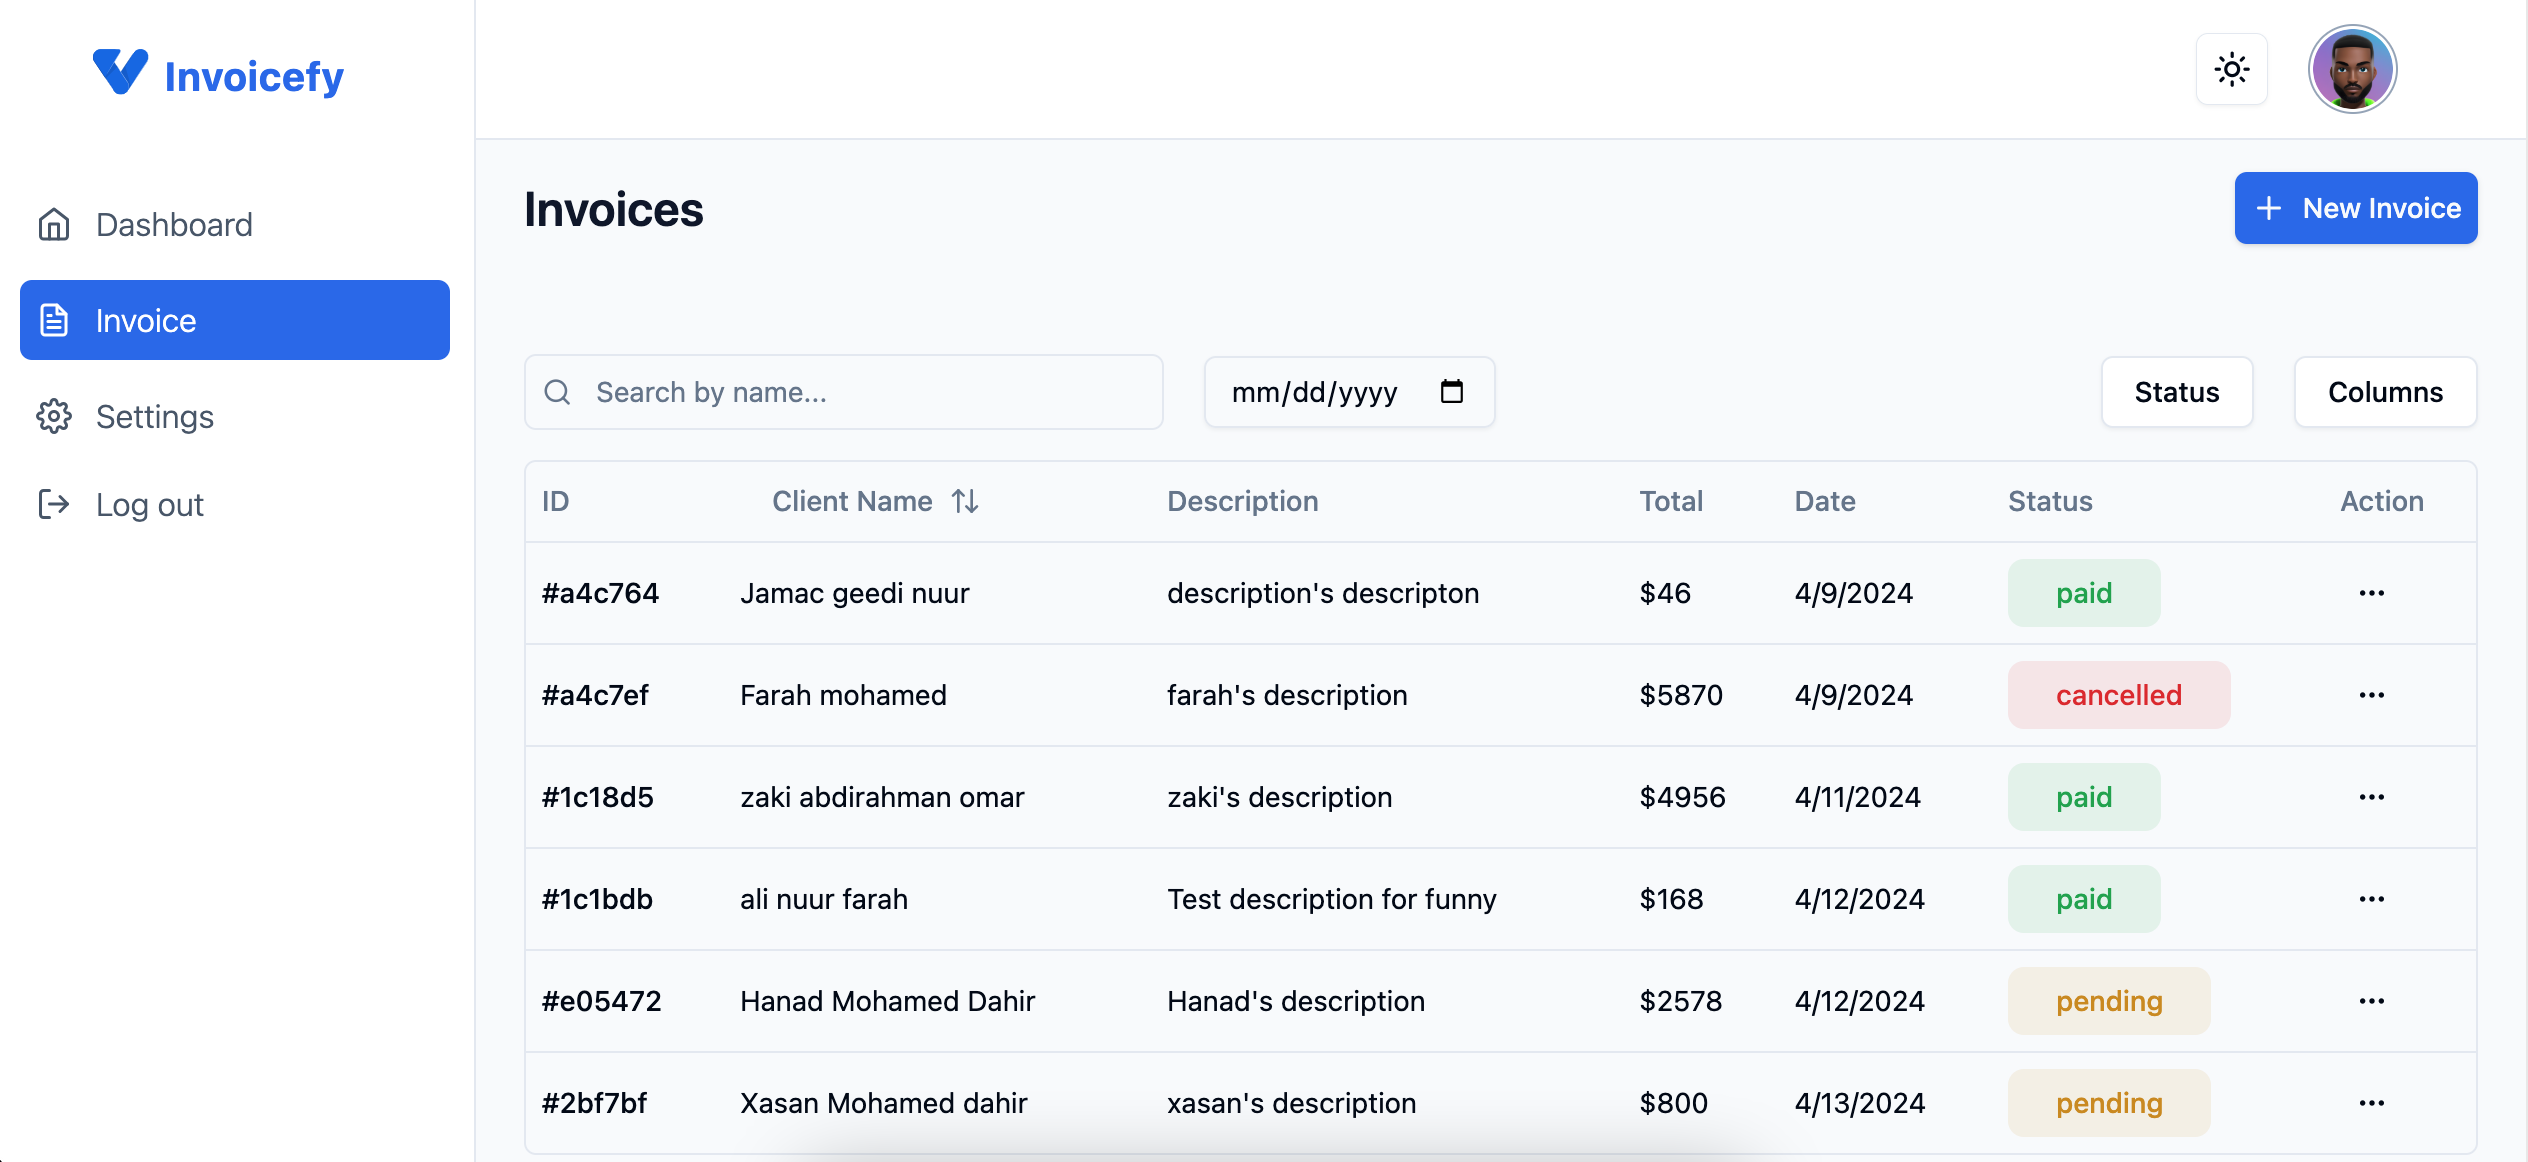 Invoicefy
Dashboard
Invoice
Settings
Log out
Invoices
New Invoice
Search by name...
mm/dd/yyyy
Status
Columns
ID Client Name Description Total Date Status Action
#a4c764 Jamac geedi nuur description's descripton $46 4/9/2024 paid
#a4c7ef Farah mohamed farah's description $5870 4/9/2024 cancelled
#1c18d5 zaki abdirahman omar zaki's description $4956 4/11/2024 paid
#1c1bdb ali nuur farah Test description for funny $168 4/12/2024 paid
#e05472 Hanad Mohamed Dahir Hanad's description $2578 4/12/2024 pending
#2bf7bf Xasan Mohamed dahir xasan's description $800 4/13/2024 pending